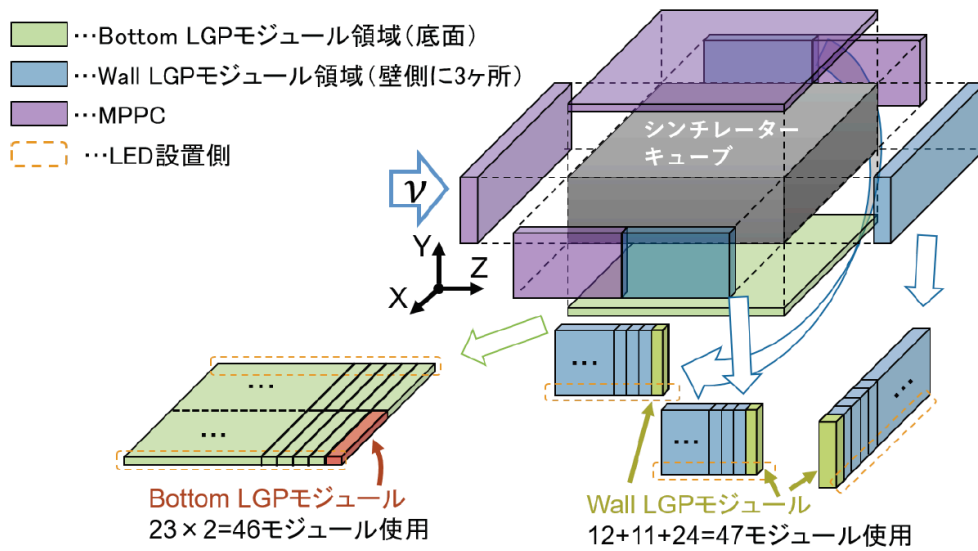 …Bottom LGPモジュール領域(底面)
…Wall LGPモジュール領域(壁側に3ヶ所)
…MPPC
…LED設置側
シンチレーター
キューブ
ν
Y
Z
X
…
…
…
…
…
Bottom LGPモジュール
23×2=46モジュール使用
Wall LGPモジュール
12+11+24=47モジュール使用